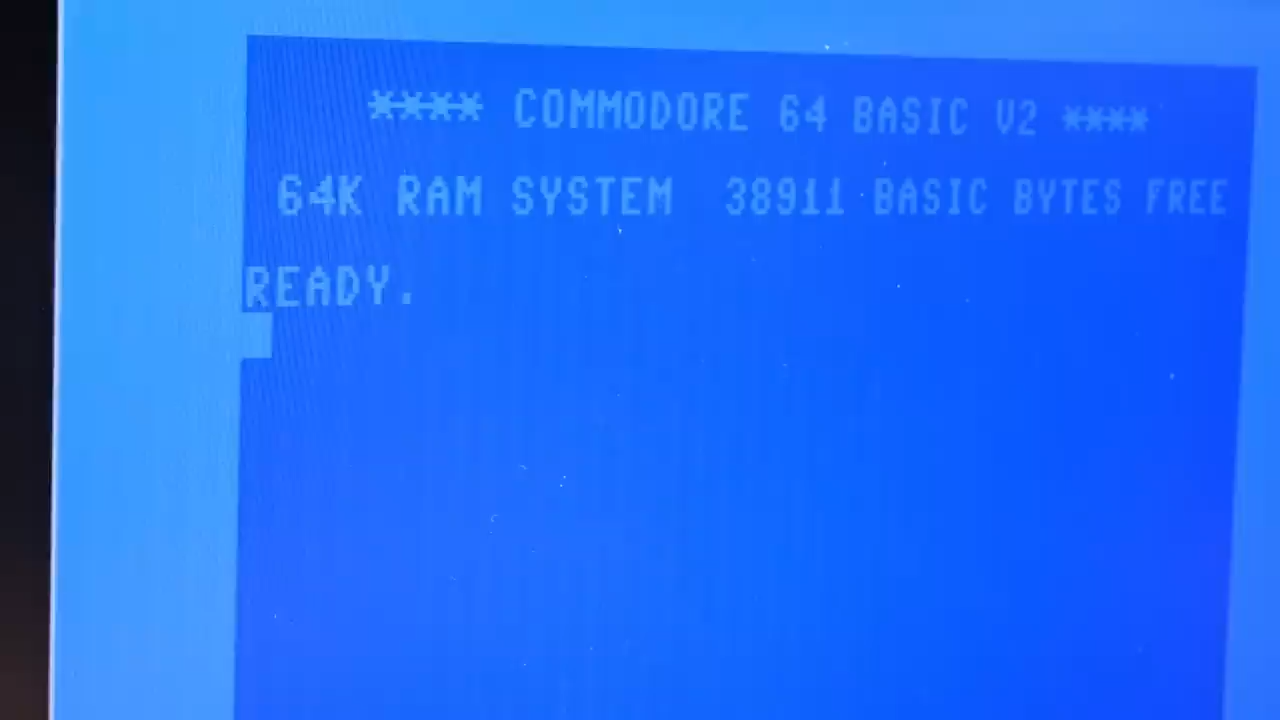 **** COMMODORE 64 BASIC V2 ****
64K RAM SYSTEM  38911 BASIC BYTES FREE
READY.